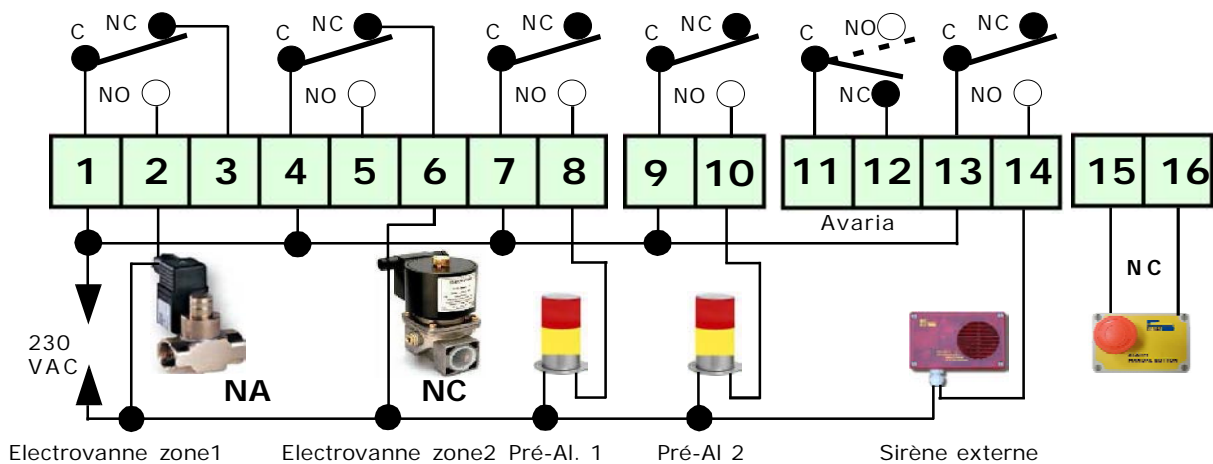 NC NC NC NC NO NC
C C C C C C
NO NO NO NO NC NO
1 2 3 4 5 6 7 8 9 10 11 12 13 14 15 16
Avaria
NC
230
VAC
NA NC
MANUAL BUTTON
Electrovanne zone1 Electrovanne zone2 Pré-Al. 1 Pré-Al 2 Sirène externe